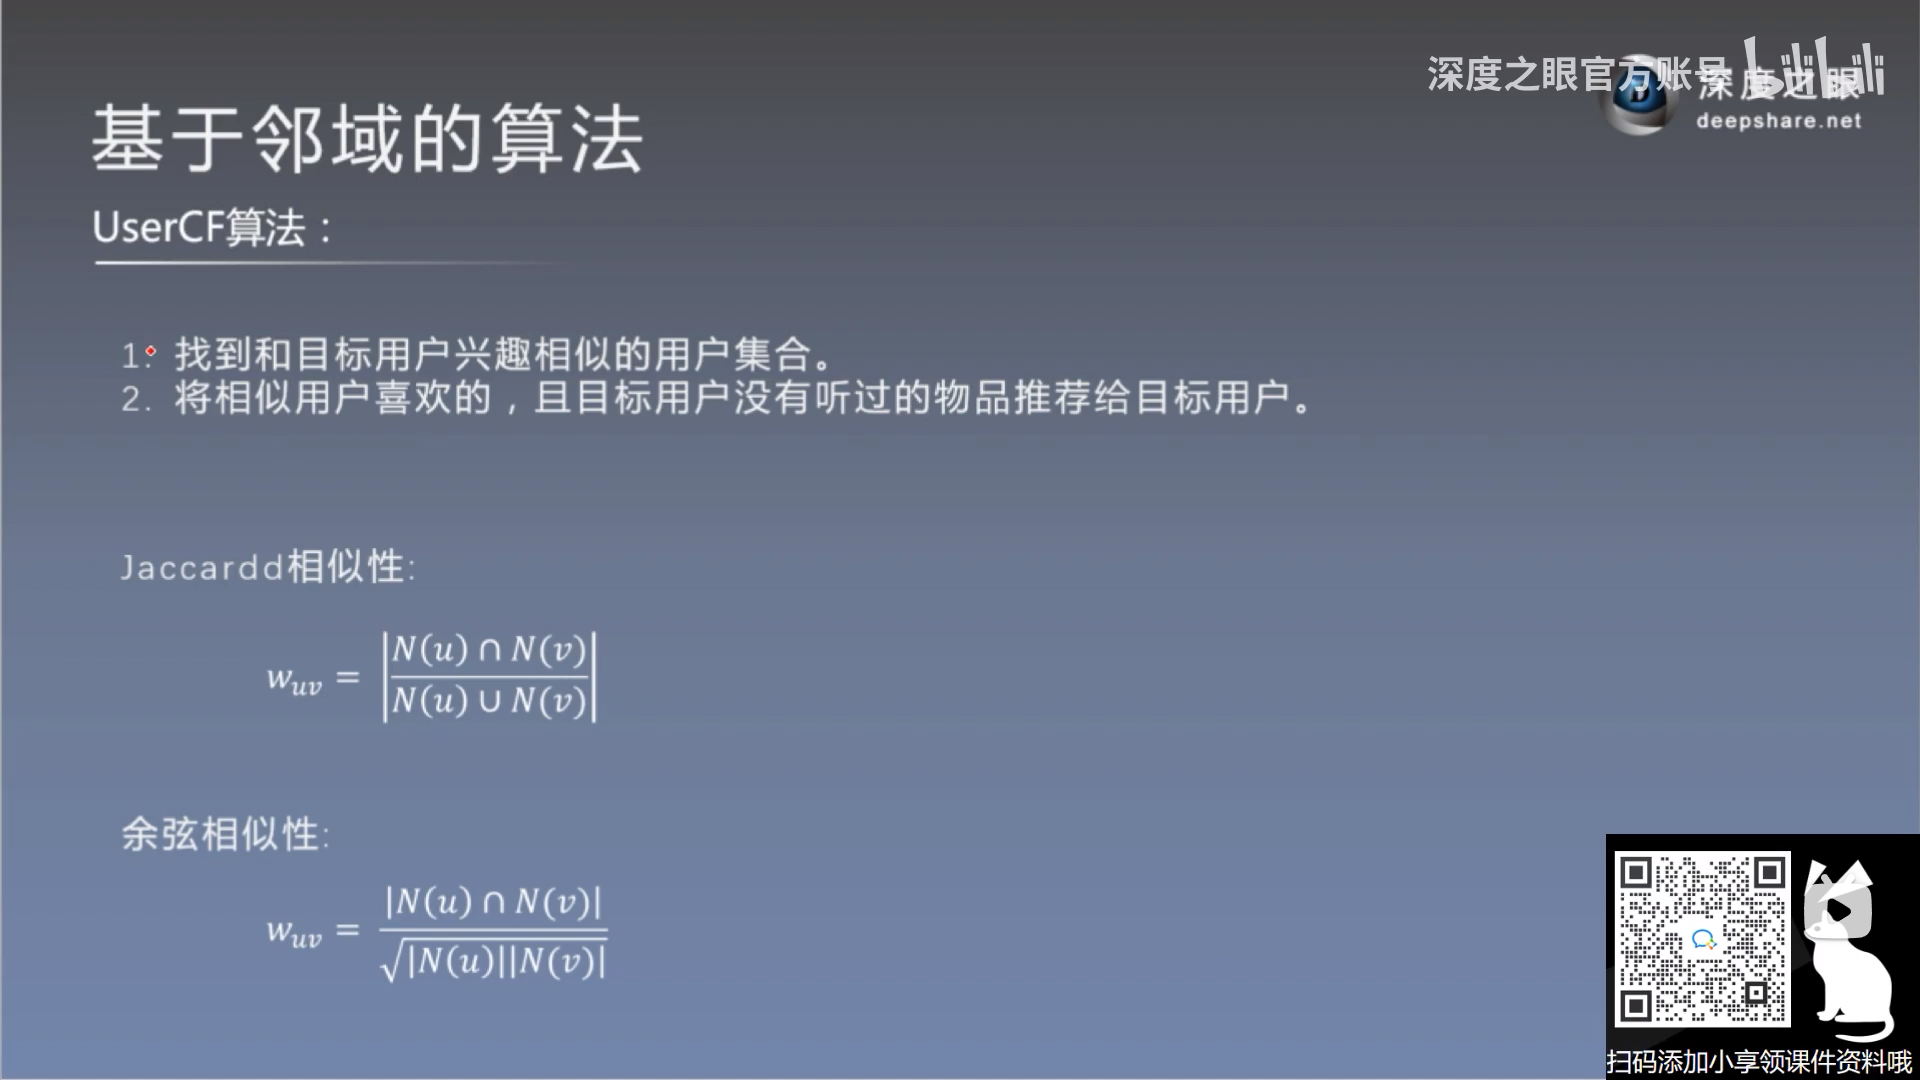 深度之眼官方账号 bilibili
深度之眼
deepshare.net
基于邻域的算法
UserCF算法：
1. 找到和目标用户兴趣相似的用户集合。
2. 将相似用户喜欢的，且目标用户没有听过的物品推荐给目标用户。
Jaccardd相似性:
w_{uv} = |\frac{N(u) ∩ N(v)}{N(u) ∪ N(v)}|
余弦相似性:
w_{uv} = \frac{|N(u) ∩ N(v)|}{\sqrt{|N(u)||N(v)|}}
扫码添加小享领课件资料哦